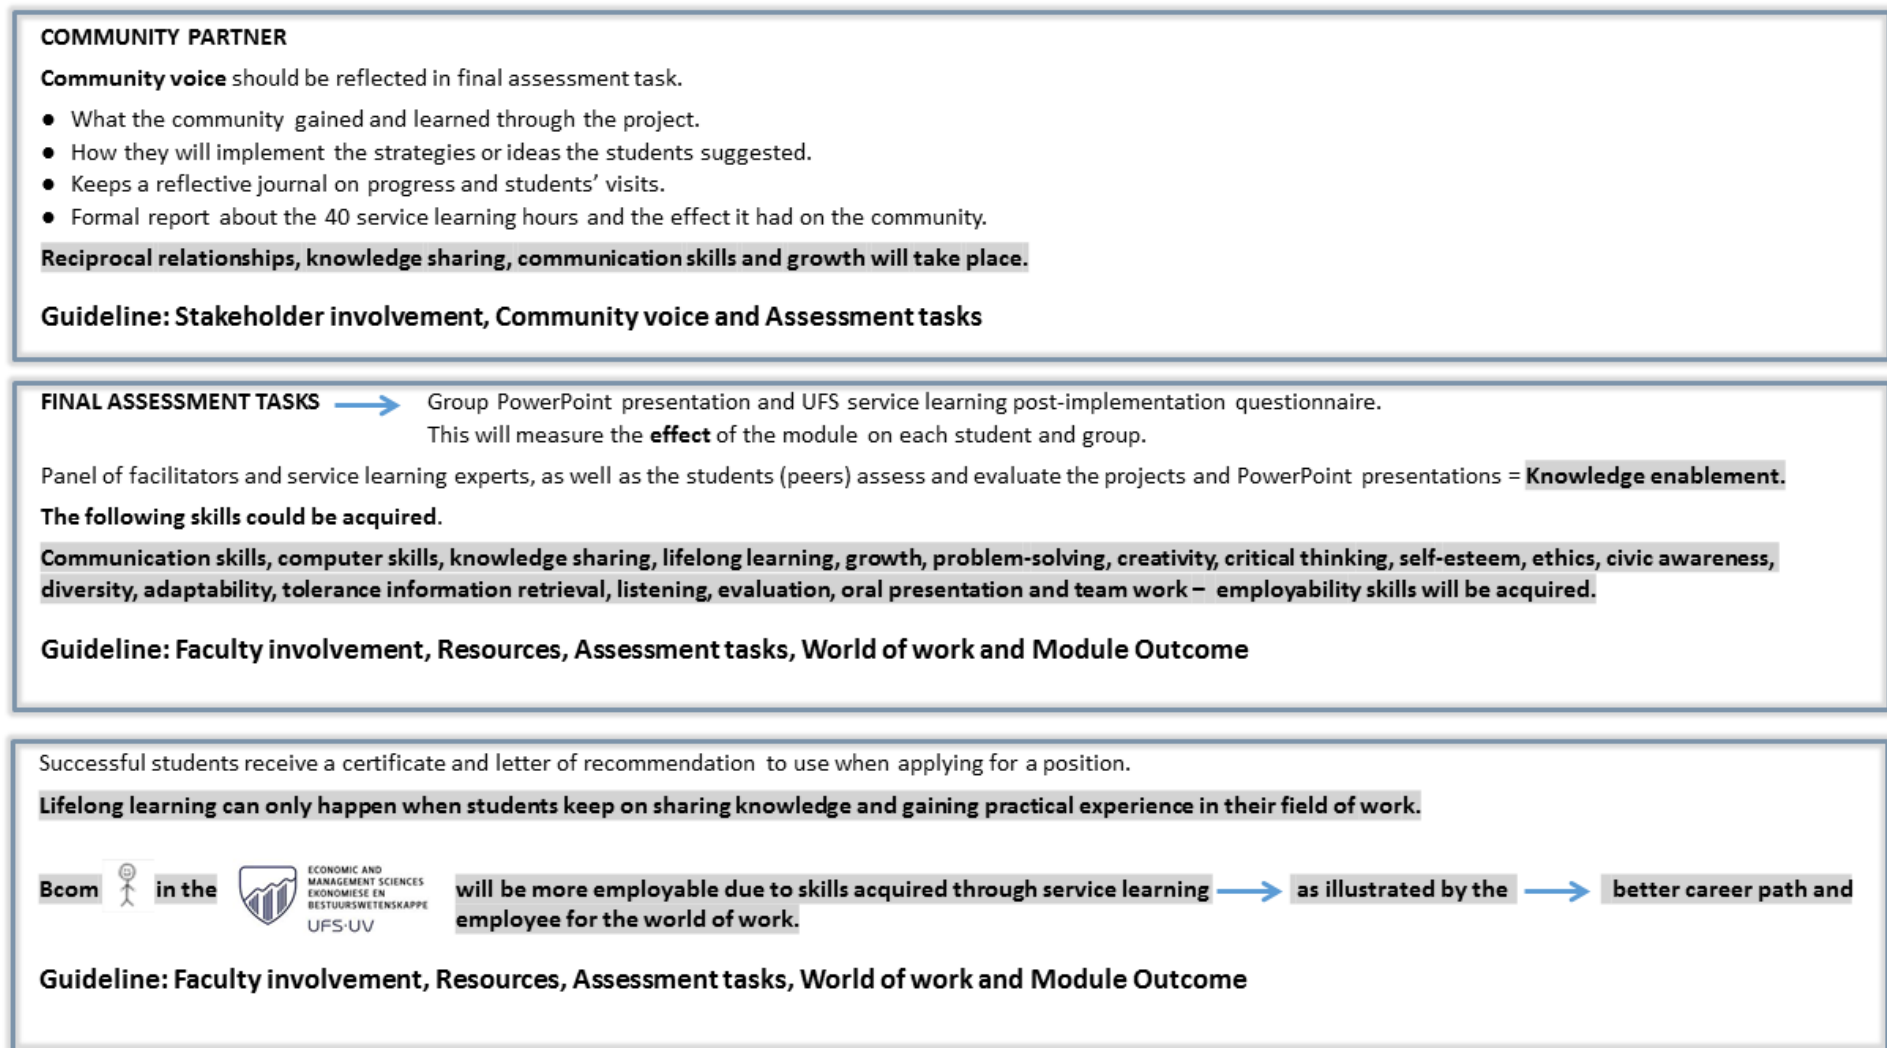 COMMUNITY PARTNER
Community voice should be reflected in final assessment task.
● What the community gained and learned through the project.
● How they will implement the strategies or ideas the students suggested.
● Keeps a reflective journal on progress and students’ visits.
● Formal report about the 40 service learning hours and the effect it had on the community.
Reciprocal relationships, knowledge sharing, communication skills and growth will take place.
Guideline: Stakeholder involvement, Community voice and Assessment tasks
FINAL ASSESSMENT TASKS → Group PowerPoint presentation and UFS service learning post-implementation questionnaire.
This will measure the effect of the module on each student and group.
Panel of facilitators and service learning experts, as well as the students (peers) assess and evaluate the projects and PowerPoint presentations = Knowledge enablement.
The following skills could be acquired.
Communication skills, computer skills, knowledge sharing, lifelong learning, growth, problem-solving, creativity, critical thinking, self-esteem, ethics, civic awareness,
diversity, adaptability, tolerance information retrieval, listening, evaluation, oral presentation and team work – employability skills will be acquired.
Guideline: Faculty involvement, Resources, Assessment tasks, World of work and Module Outcome
Successful students receive a certificate and letter of recommendation to use when applying for a position.
Lifelong learning can only happen when students keep on sharing knowledge and gaining practical experience in their field of work.
Bcom in the
ECONOMIC AND
MANAGEMENT SCIENCES
EKONOMIESE EN
BESTUURSWETENSKAPPE
UFS·UV
will be more employable due to skills acquired through service learning → as illustrated by the → better career path and
employee for the world of work.
Guideline: Faculty involvement, Resources, Assessment tasks, World of work and Module Outcome